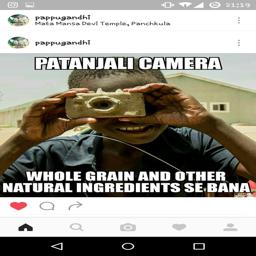 21:19
pappugandhi
Mata Mansa Devi Temple, Panchkula
pappugandhi
PATANJALI CAMERA
WHOLE GRAIN AND OTHER
NATURAL INGREDIENTS SE BANA